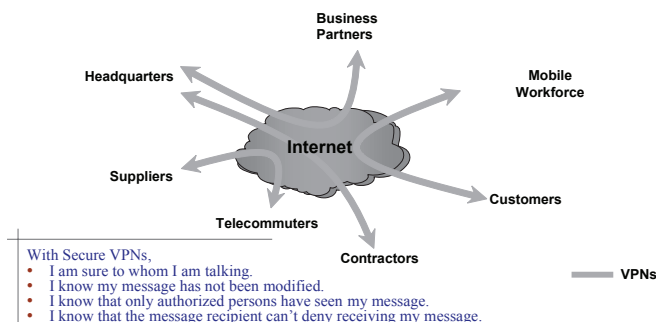 Business
Partners
Headquarters
Mobile
Workforce
Internet
Suppliers
Customers
Telecommuters
Contractors
VPNs
With Secure VPNs,
• I am sure to whom I am talking.
• I know my message has not been modified.
• I know that only authorized persons have seen my message.
• I know that the message recipient can't deny receiving my message.